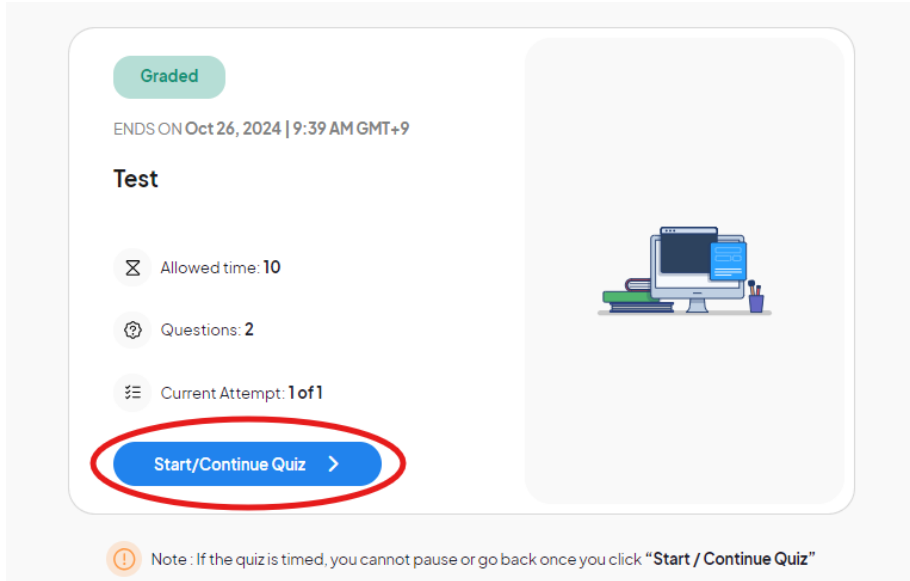 Graded
ENDS ON Oct 26, 2024 | 9:39 AM GMT+9
Test
Allowed time: 10
Questions: 2
Current Attempt: 1 of 1
Start/Continue Quiz
Note : If the quiz is timed, you cannot pause or go back once you click “Start / Continue Quiz”